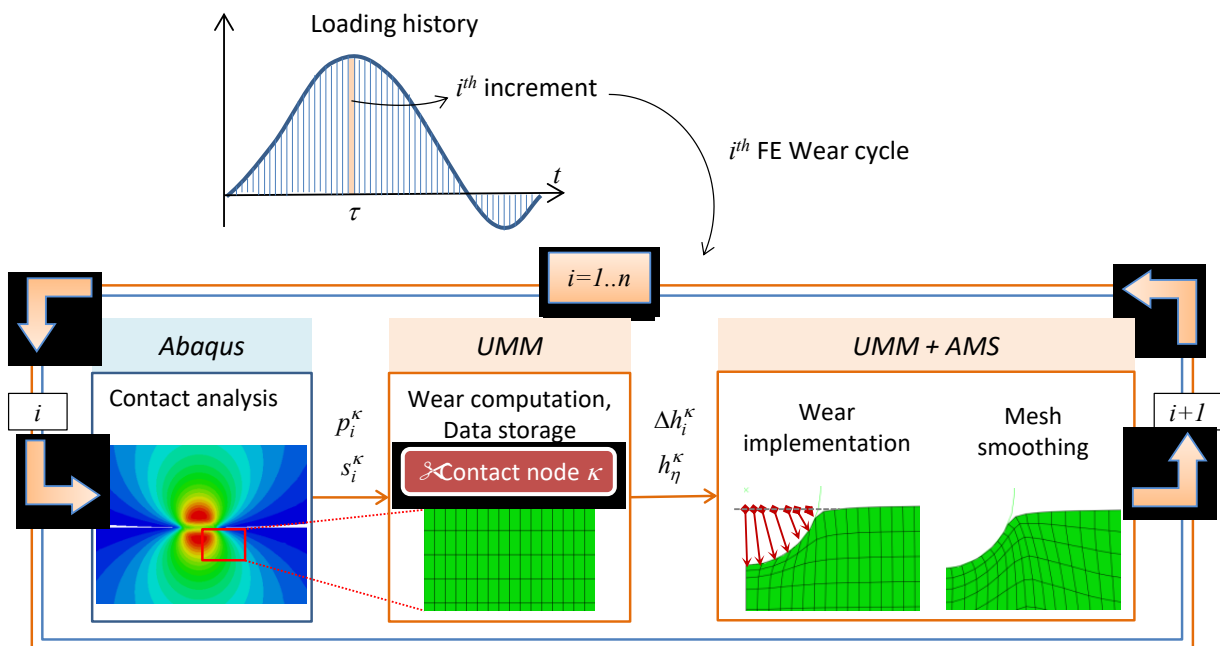 Loading history
i^th increment
i^th FE Wear cycle
t
τ
i=1..n
Abaqus
UMM
UMM + AMS
i
Contact analysis
p_i^κ
s_i^κ
Wear computation,
Data storage
Contact node κ
Δh_i^κ
h_η^κ
Wear
implementation
Mesh
smoothing
i+1